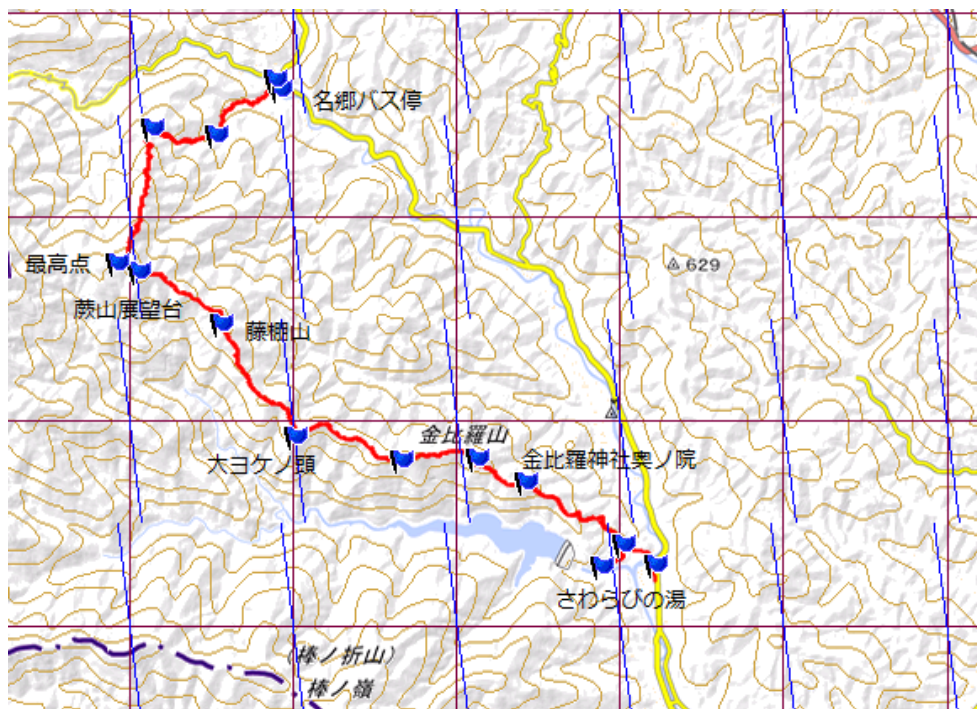 名郷バス停
最高点
629
蕨山展望台
藤棚山
金比羅山
大ヨケノ頭
金比羅神社奥ノ院
さわらびの湯
(棒ノ折山)
棒ノ嶺